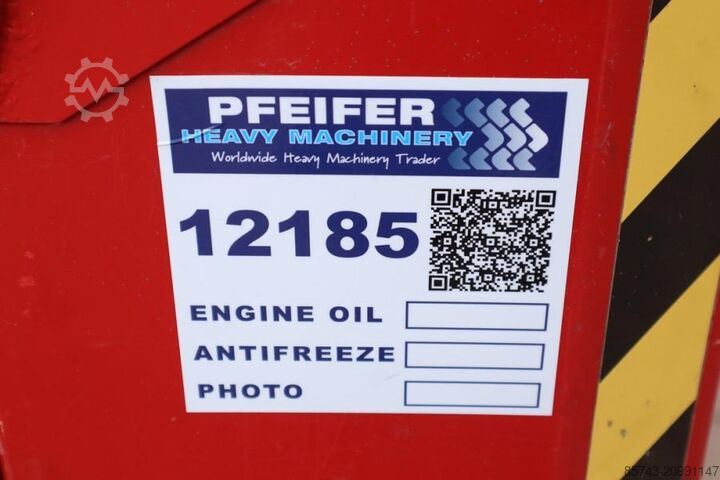 PFEIFER
HEAVY MACHINERY
Worldwide Heavy Machinery Trader
12185
ENGINE OIL
ANTIFREEZE
PHOTO
85743-20991147